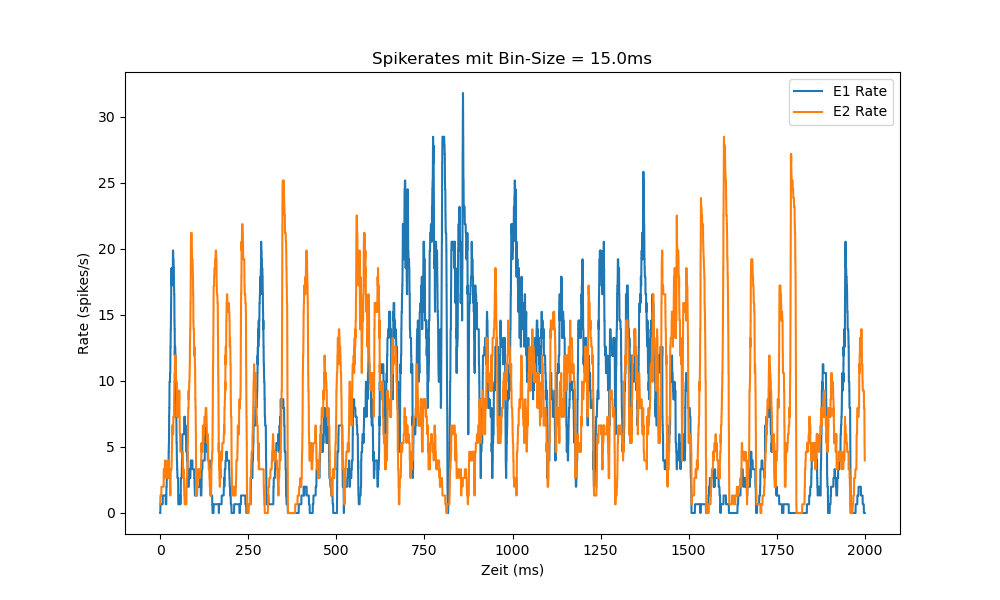 Spikerates mit Bin-Size = 15.0ms
E1 Rate
E2 Rate
30
25
20
15
10
5
0
Rate (spikes/s)
0 250 500 750 1000 1250 1500 1750 2000
Zeit (ms)